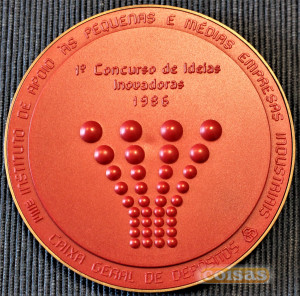 INSTITUTO DE APOIO ÀS PEQUENAS E MÉDIAS EMPRESAS INDUSTRIAIS
1º Concurso de Ideias
Inovadoras
1986
CAIXA GERAL DE DEPÓSITOS
coisas